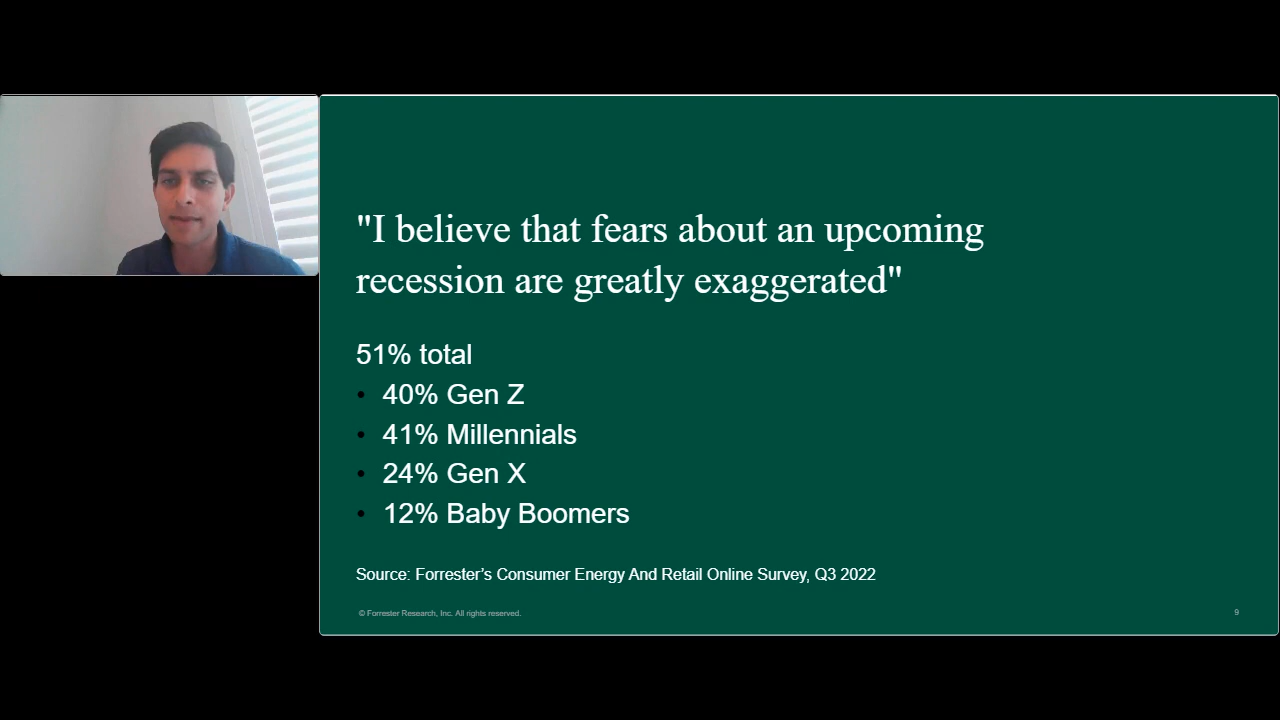 "I believe that fears about an upcoming
recession are greatly exaggerated"
51% total
• 40% Gen Z
• 41% Millennials
• 24% Gen X
• 12% Baby Boomers
Source: Forrester’s Consumer Energy And Retail Online Survey, Q3 2022
© Forrester Research, Inc. All rights reserved.
9